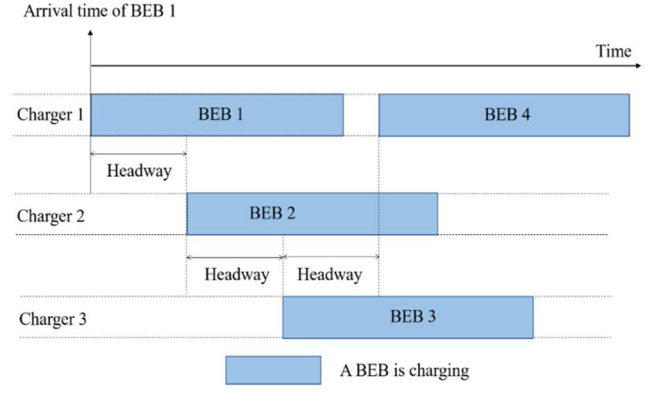 Arrival time of BEB 1
Time
Charger 1
BEB 1
BEB 4
Headway
Charger 2
BEB 2
Headway
Headway
Charger 3
BEB 3
A BEB is charging